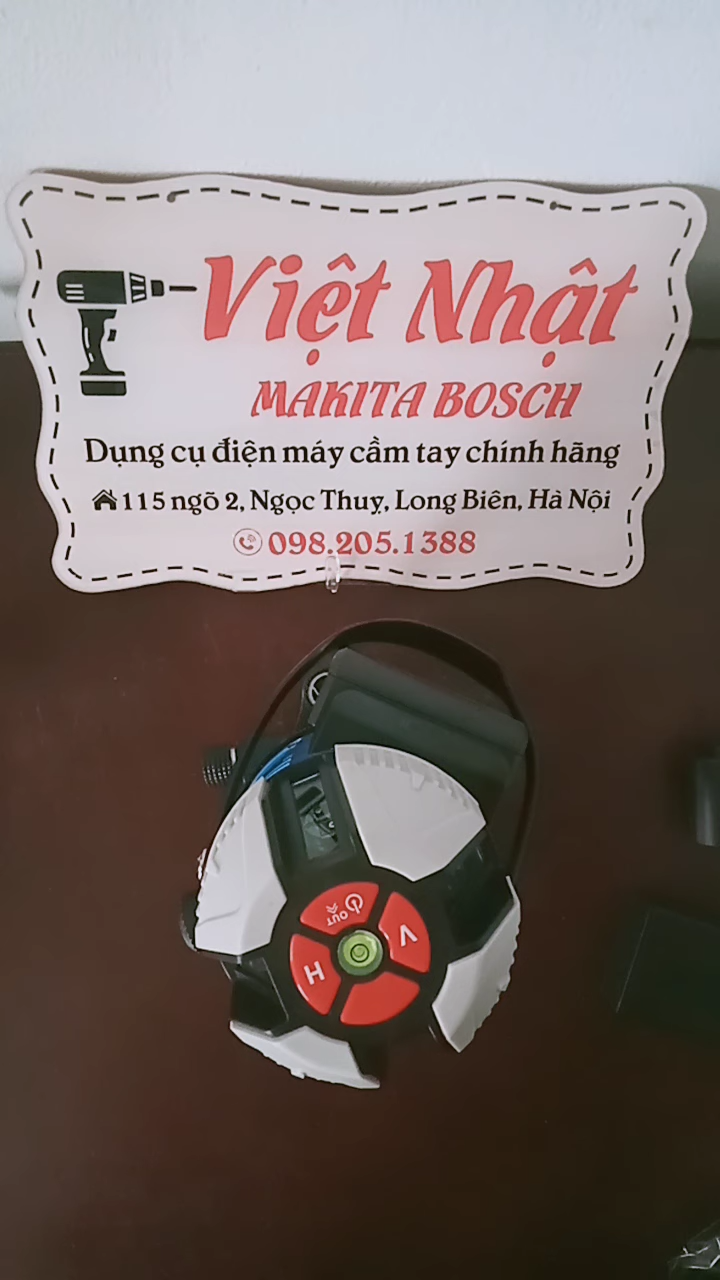 Việt Nhật
MAKITA BOSCH
Dụng cụ điện máy cầm tay chính hãng
115 ngõ 2, Ngọc Thuỵ, Long Biên, Hà Nội
098.205.1388
OUT
V
H